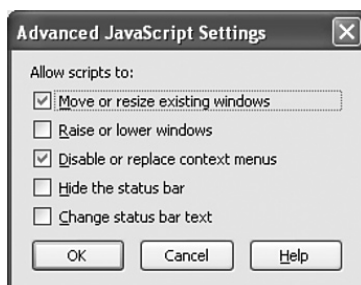 Advanced JavaScript Settings
Allow scripts to:
Move or resize existing windows
Raise or lower windows
Disable or replace context menus
Hide the status bar
Change status bar text
OK Cancel Help